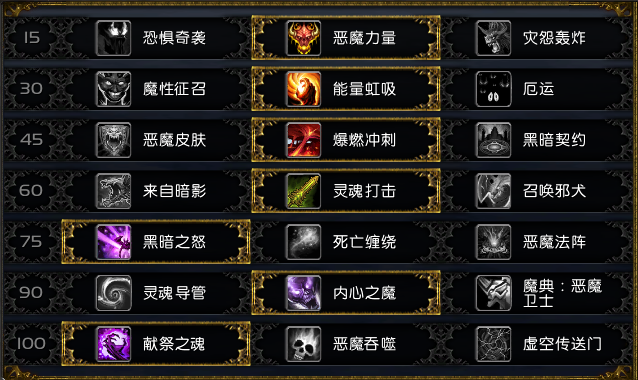 15 恐惧奇袭 恶魔力量 灾怨轰炸
30 魔性征召 能量虹吸 厄运
45 恶魔皮肤 爆燃冲刺 黑暗契约
60 来自暗影 灵魂打击 召唤邪犬
75 黑暗之怒 死亡缠绕 恶魔法阵
90 灵魂导管 内心之魔 魔典：恶魔
卫士
100 献祭之魂 恶魔吞噬 虚空传送门